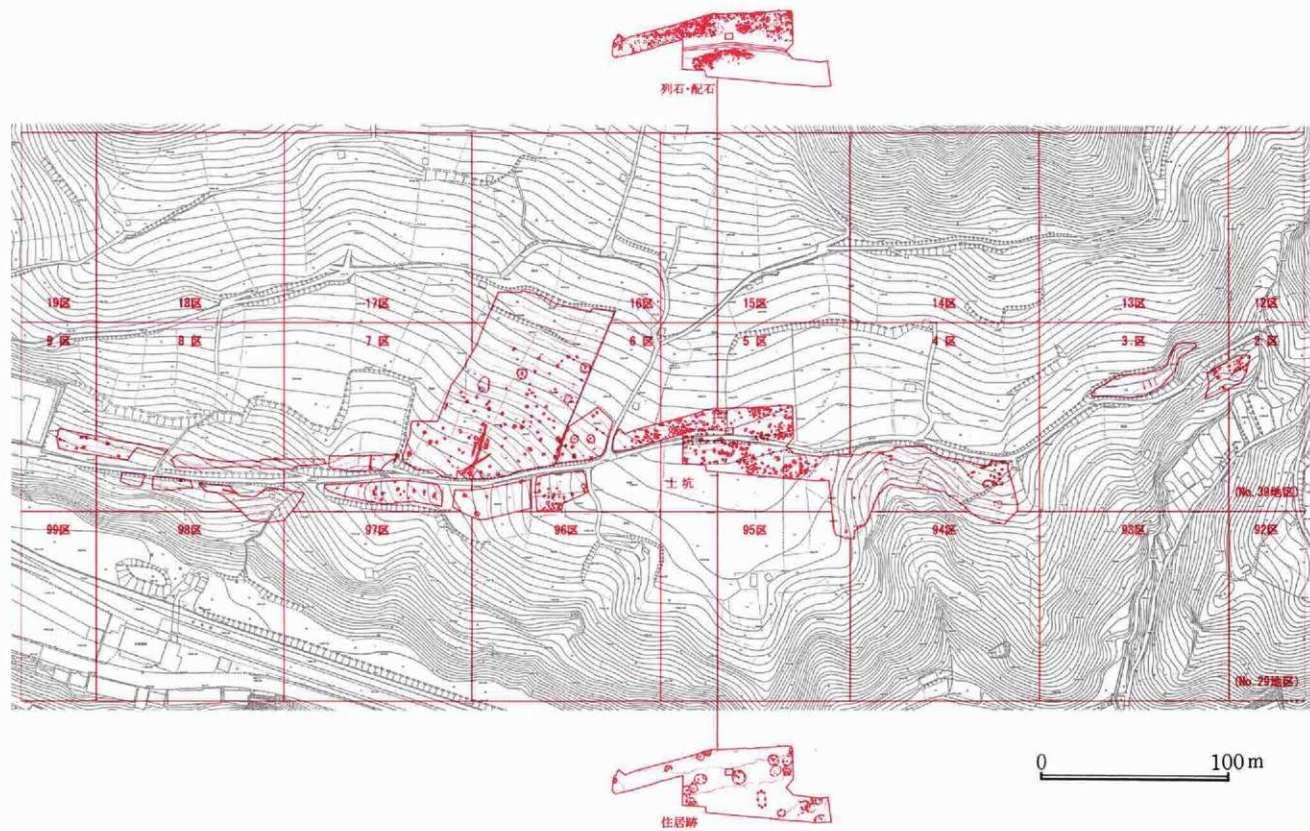 列石・配石
19区 18区 17区 16区 15区 14区 13区 12区
9区 8区 7区 6区 5区 4区 3.区 2区
土坑
(No.38地区)
99区 98区 97区 96区 95区 94区 93区 92区
(No.29地区)
0 100m
住居跡